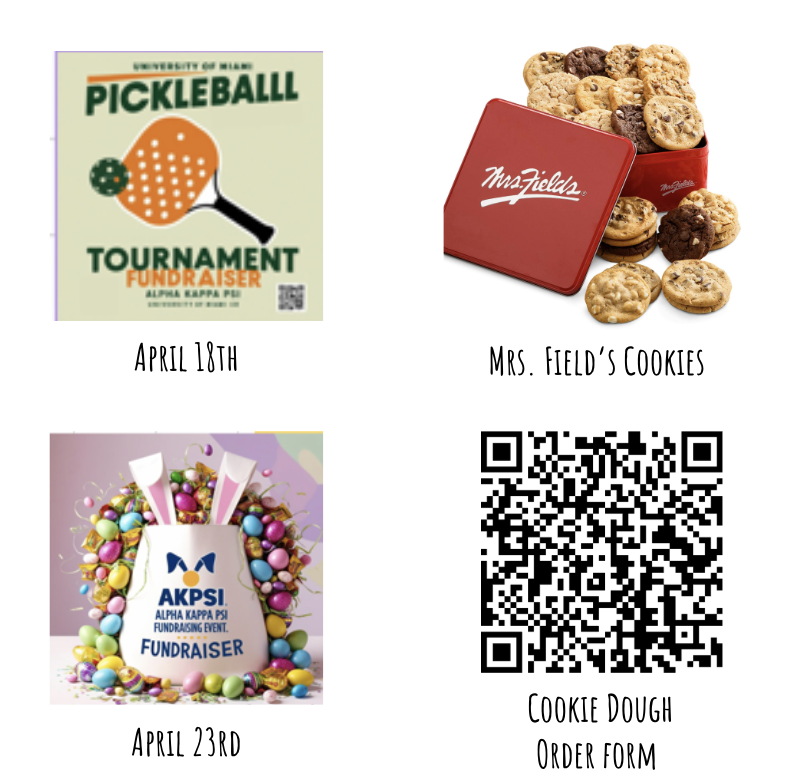 UNIVERSITY OF MIAMI
PICKLEBALLL
TOURNAMENT
FUNDRAISER
ALPHA KAPPA PSI
UNIVERSITY OF MIAMI
April 18th
Mrs. Fields
Mrs. Fields
Mrs. Field's Cookies
AKPSI.
ALPHA KAPPA PSI
FUNDRAISING EVENT.
FUNDRAISER
April 23rd
Cookie Dough
Order form